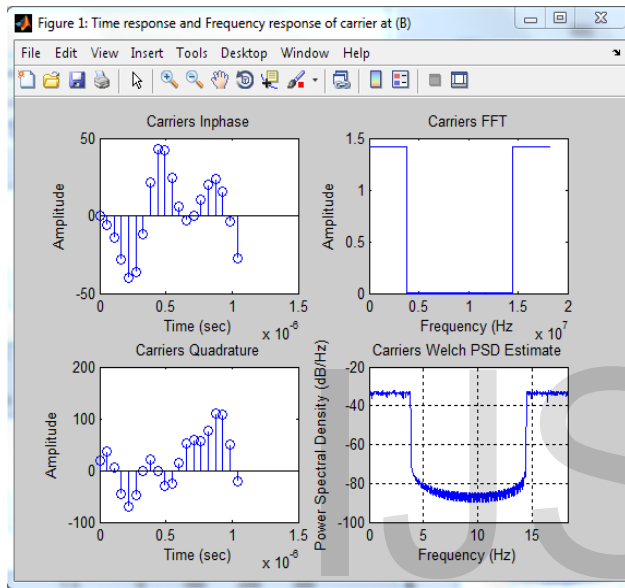 Figure 1: Time response and Frequency response of carrier at (B)
File Edit View Insert Tools Desktop Window Help
Carriers Inphase
Amplitude
50
0
-50
0 0.5 1 1.5
Time (sec)
x 10^-6
Carriers FFT
Amplitude
1.5
1
0.5
0
0 0.5 1 1.5 2
Frequency (Hz
x 10^7
Carriers Quadrature
Amplitude
200
100
0
-100
0 0.5 1 1.5
Time (sec)
x 10^-6
Carriers Welch PSD Estimate
Power Spectral Density (dB/Hz)
-20
-40
-60
-80
-100
0 5 10 15
Frequency (Hz)
IJS